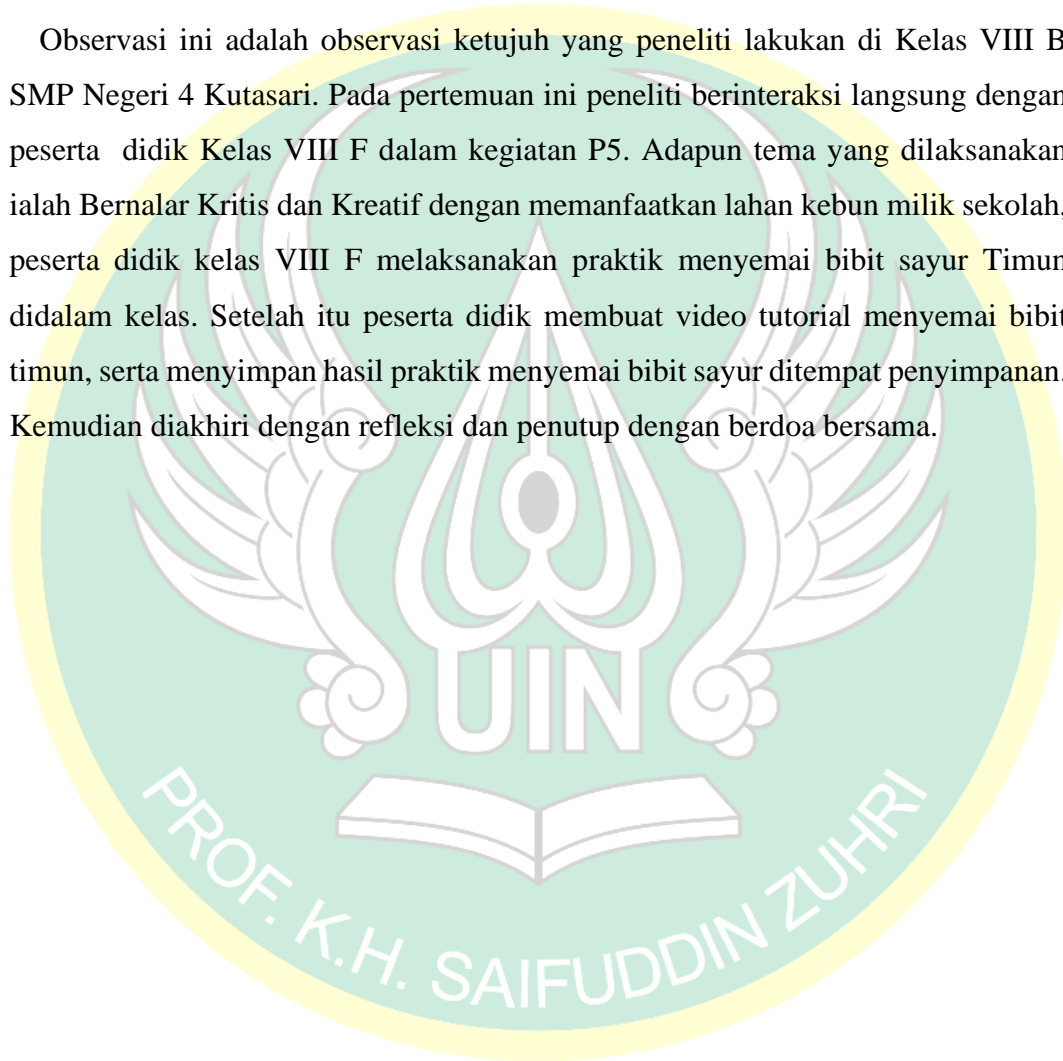 Observasi ini adalah observasi ketujuh yang peneliti lakukan di Kelas VIII B
SMP Negeri 4 Kutasari. Pada pertemuan ini peneliti berinteraksi langsung dengan
peserta didik Kelas VIII F dalam kegiatan P5. Adapun tema yang dilaksanakan
ialah Bernalar Kritis dan Kreatif dengan memanfaatkan lahan kebun milik sekolah,
peserta didik kelas VIII F melaksanakan praktik menyemai bibit sayur Timun
didalam kelas. Setelah itu peserta didik membuat video tutorial menyemai bibit
timun, serta menyimpan hasil praktik menyemai bibit sayur ditempat penyimpanan.
Kemudian diakhiri dengan refleksi dan penutup dengan berdoa bersama.
UIN
PROF. K.H. SAIFUDDIN ZUHRI